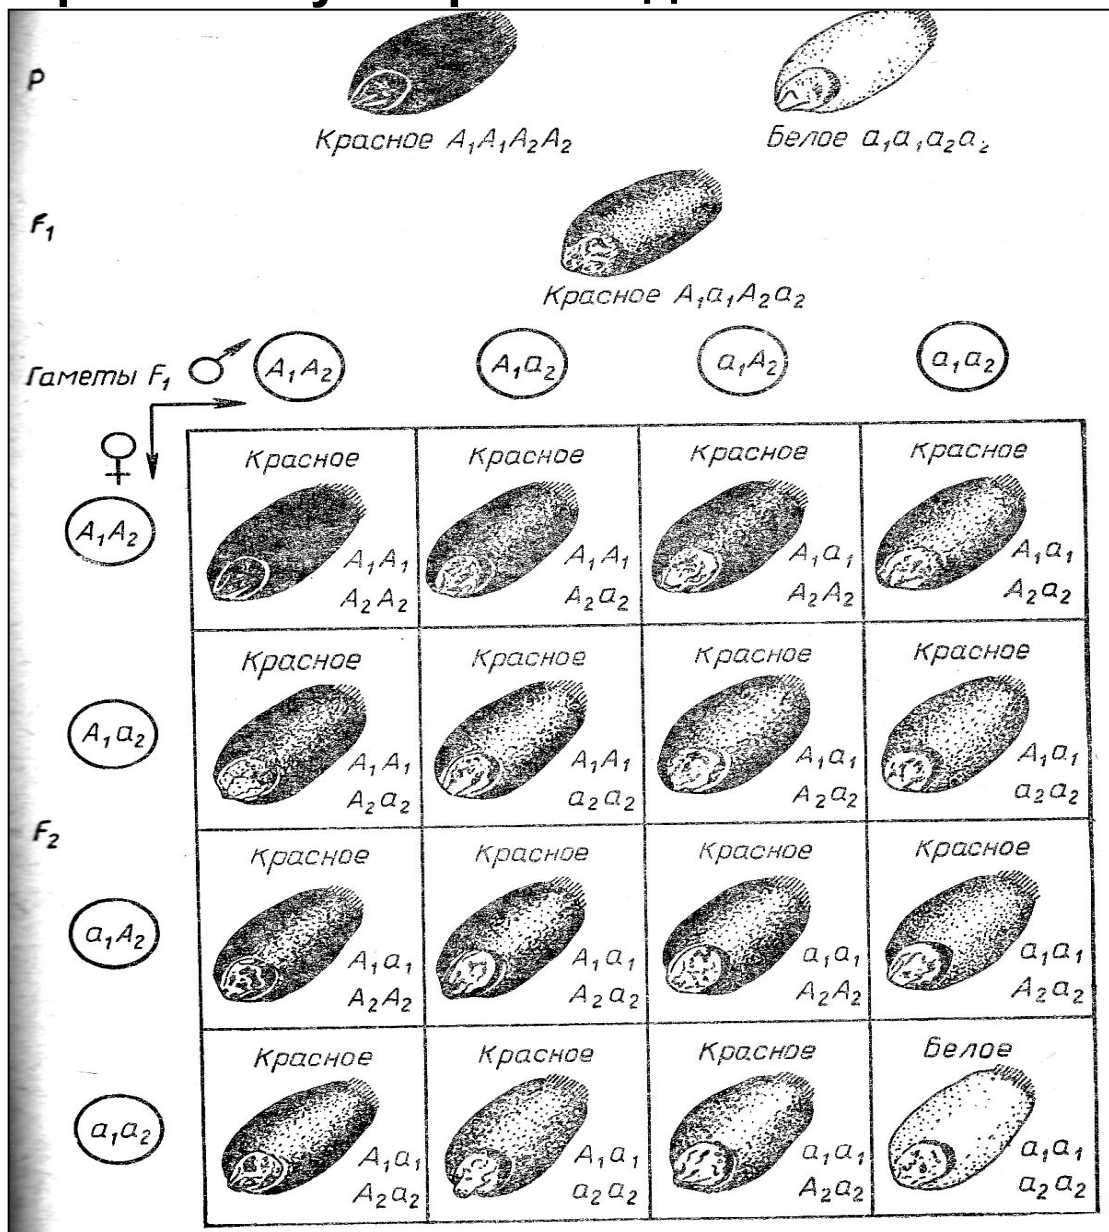 P
Красное A₁A₁A₂A₂
Белое a₁a₁a₂a₂
F₁
Красное A₁a₁A₂a₂
Гаметы F₁ ♂ A₁A₂ A₁a₂ a₁A₂ a₁a₂
♀
Красное Красное Красное Красное
A₁A₂
A₁A₁ A₁A₁ A₁a₁ A₁a₁
A₂A₂ A₂a₂ A₂A₂ A₂a₂
Красное Красное Красное Красное
A₁a₂
A₁A₁ A₁A₁ A₁a₁ A₁a₁
A₂a₂ a₂a₂ A₂a₂ a₂a₂
F₂
Красное Красное Красное Красное
a₁A₂
A₁a₁ A₁a₁ a₁a₁ a₁a₁
A₂A₂ A₂a₂ A₂A₂ A₂a₂
Красное Красное Красное Белое
a₁a₂
A₁a₁ A₁a₁ a₁a₁ a₁a₁
A₂a₂ a₂a₂ A₂a₂ a₂a₂